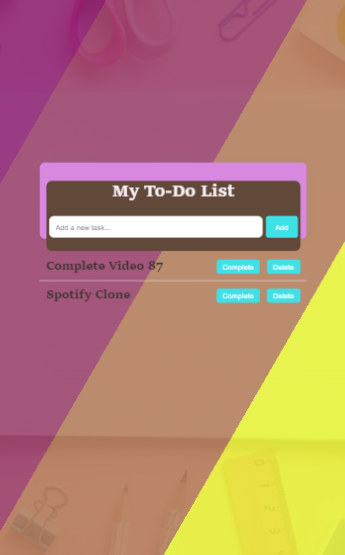 My To-Do List
Add a new task...
Add
Complete Video 87
Complete
Delete
Spotify Clone
Complete
Delete